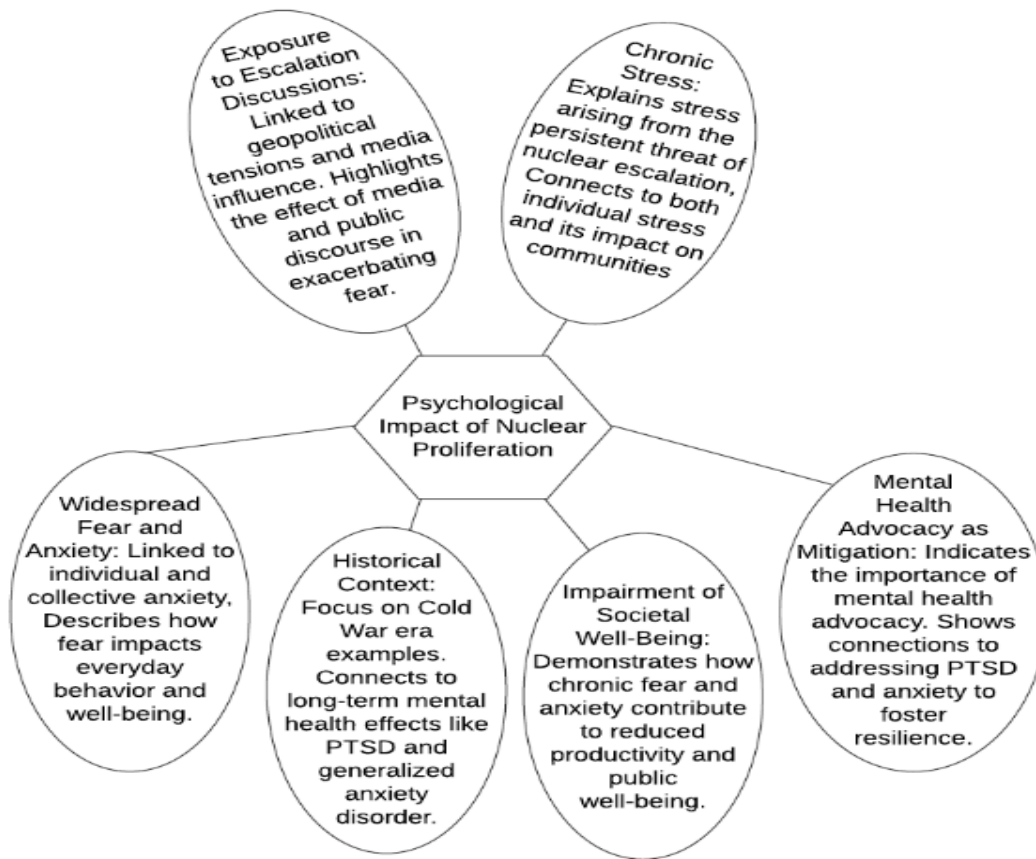 Exposure
to Escalation
Discussions:
Linked to
geopolitical
tensions and media
influence. Highlights
the effect of media
and public
discourse in
exacerbating
fear.
Chronic
Stress:
Explains stress
arising from the
persistent threat of
nuclear escalation,
Connects to both
individual stress
and its impact on
communities
Psychological
Impact of Nuclear
Proliferation
Widespread
Fear and
Anxiety: Linked to
individual and
collective anxiety,
Describes how
fear impacts
everyday
behavior and
well-being.
Historical
Context:
Focus on Cold
War era
examples.
Connects to
long-term mental
health effects like
PTSD and
generalized
anxiety
disorder.
Impairment of
Societal
Well-Being:
Demonstrates how
chronic fear and
anxiety contribute
to reduced
productivity and
public
well-being.
Mental
Health
Advocacy as
Mitigation: Indicates
the importance of
mental health
advocacy. Shows
connections to
addressing PTSD
and anxiety to
foster
resilience.